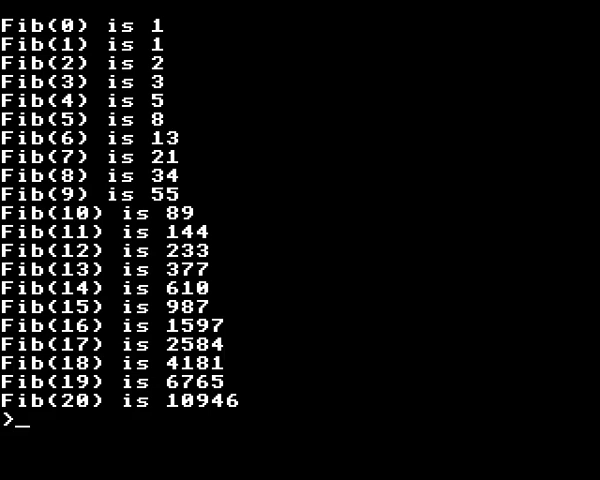 Fib(0) is 1
Fib(1) is 1
Fib(2) is 2
Fib(3) is 3
Fib(4) is 5
Fib(5) is 8
Fib(6) is 13
Fib(7) is 21
Fib(8) is 34
Fib(9) is 55
Fib(10) is 89
Fib(11) is 144
Fib(12) is 233
Fib(13) is 377
Fib(14) is 610
Fib(15) is 987
Fib(16) is 1597
Fib(17) is 2584
Fib(18) is 4181
Fib(19) is 6765
Fib(20) is 10946
>_